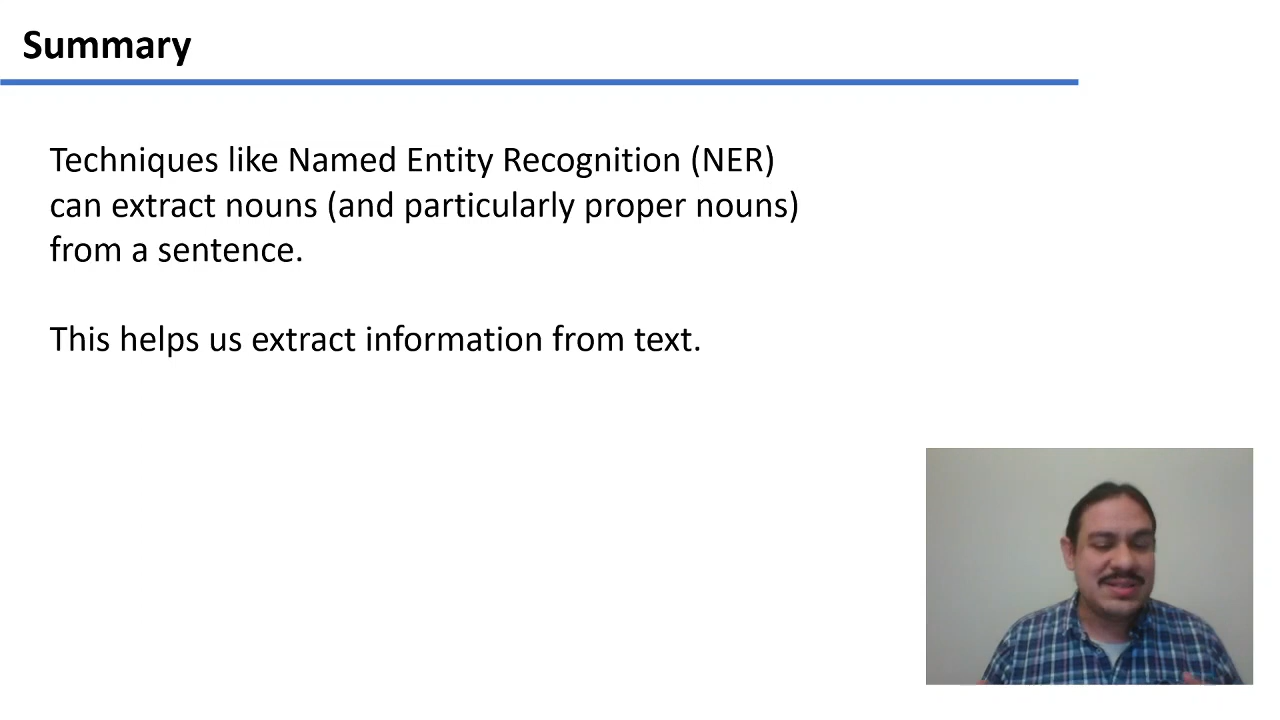 Summary
Techniques like Named Entity Recognition (NER)
can extract nouns (and particularly proper nouns)
from a sentence.
This helps us extract information from text.